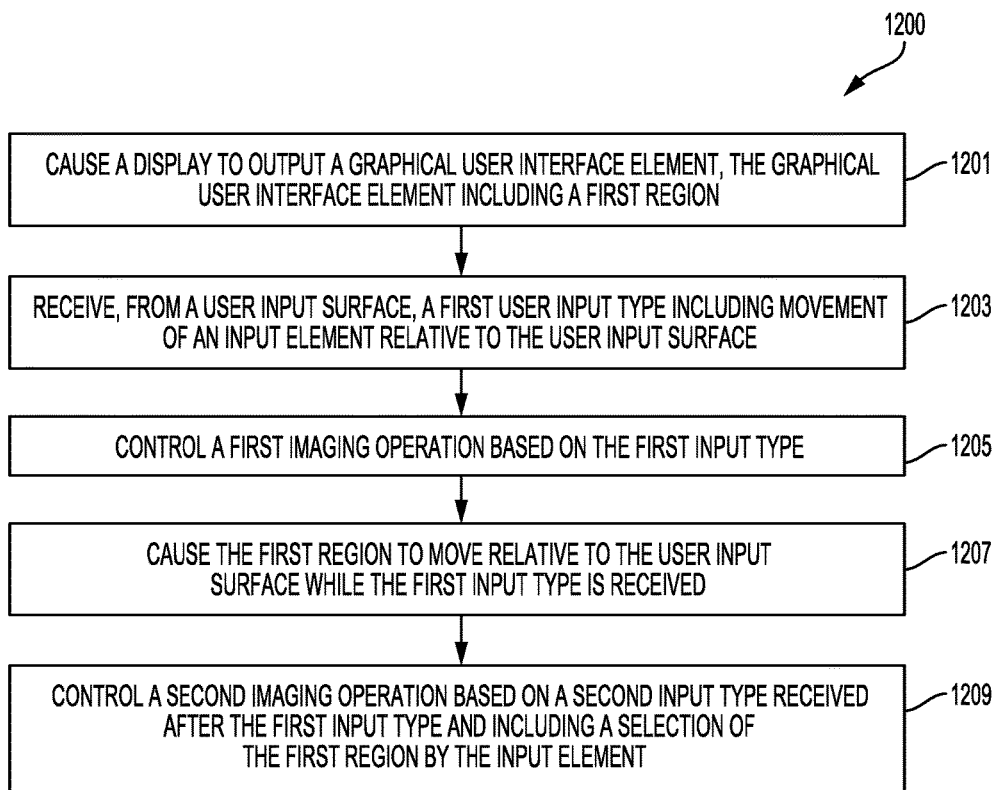 1200
CAUSE A DISPLAY TO OUTPUT A GRAPHICAL USER INTERFACE ELEMENT, THE GRAPHICAL
USER INTERFACE ELEMENT INCLUDING A FIRST REGION
1201
RECEIVE, FROM A USER INPUT SURFACE, A FIRST USER INPUT TYPE INCLUDING MOVEMENT
OF AN INPUT ELEMENT RELATIVE TO THE USER INPUT SURFACE
1203
CONTROL A FIRST IMAGING OPERATION BASED ON THE FIRST INPUT TYPE
1205
CAUSE THE FIRST REGION TO MOVE RELATIVE TO THE USER INPUT
SURFACE WHILE THE FIRST INPUT TYPE IS RECEIVED
1207
CONTROL A SECOND IMAGING OPERATION BASED ON A SECOND INPUT TYPE RECEIVED
AFTER THE FIRST INPUT TYPE AND INCLUDING A SELECTION OF
THE FIRST REGION BY THE INPUT ELEMENT
1209